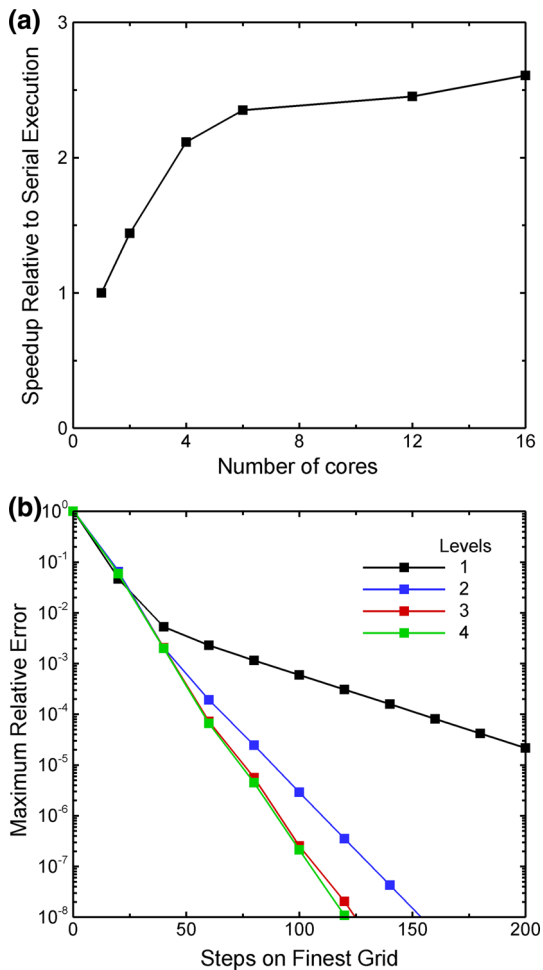 (a)
3
2
1
0
Speedup Relative to Serial Execution
0 4 8 12 16
Number of cores
(b)
10^0
10^-1
10^-2
10^-3
10^-4
10^-5
10^-6
10^-7
10^-8
Maximum Relative Error
Levels
1
2
3
4
0 50 100 150 200
Steps on Finest Grid